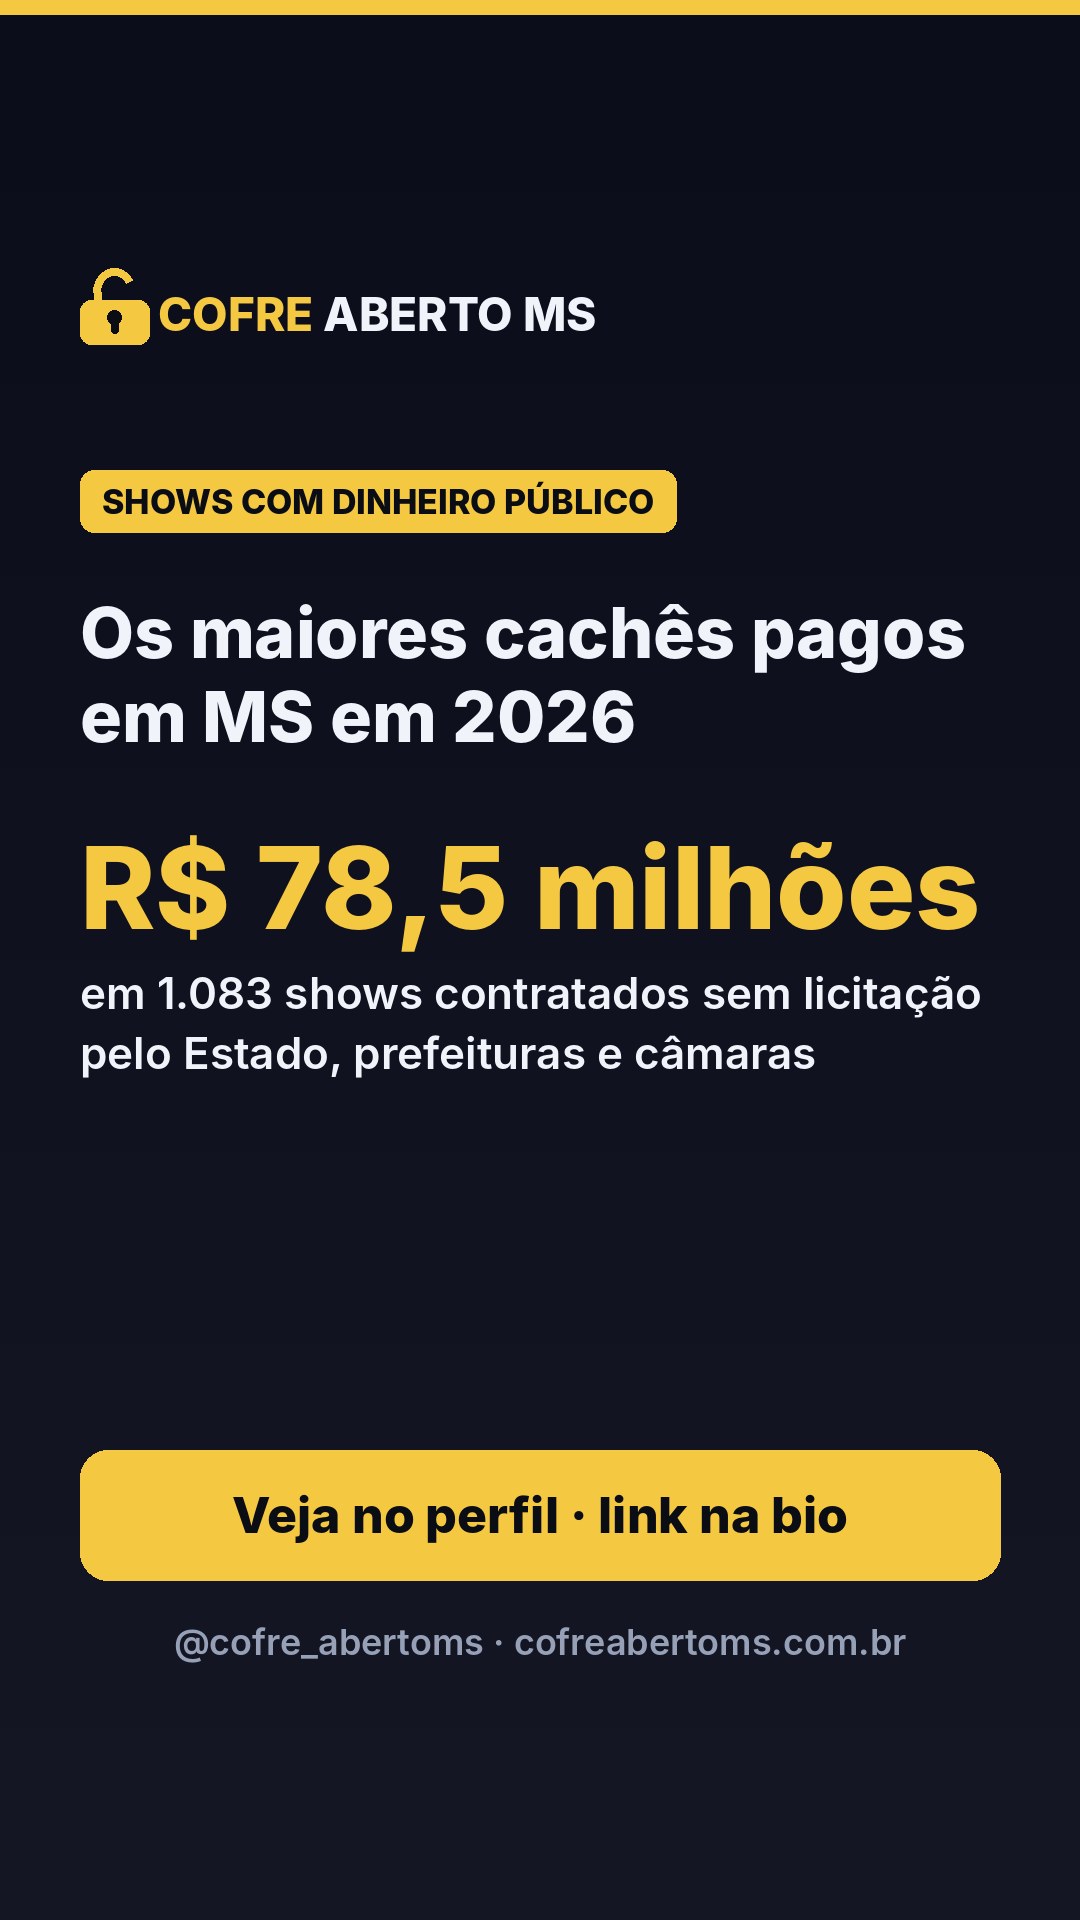 COFRE ABERTO MS
SHOWS COM DINHEIRO PÚBLICO
Os maiores cachês pagos
em MS em 2026
R$ 78,5 milhões
em 1.083 shows contratados sem licitação
pelo Estado, prefeituras e câmaras
Veja no perfil · link na bio
@cofre_abertoms · cofreabertoms.com.br